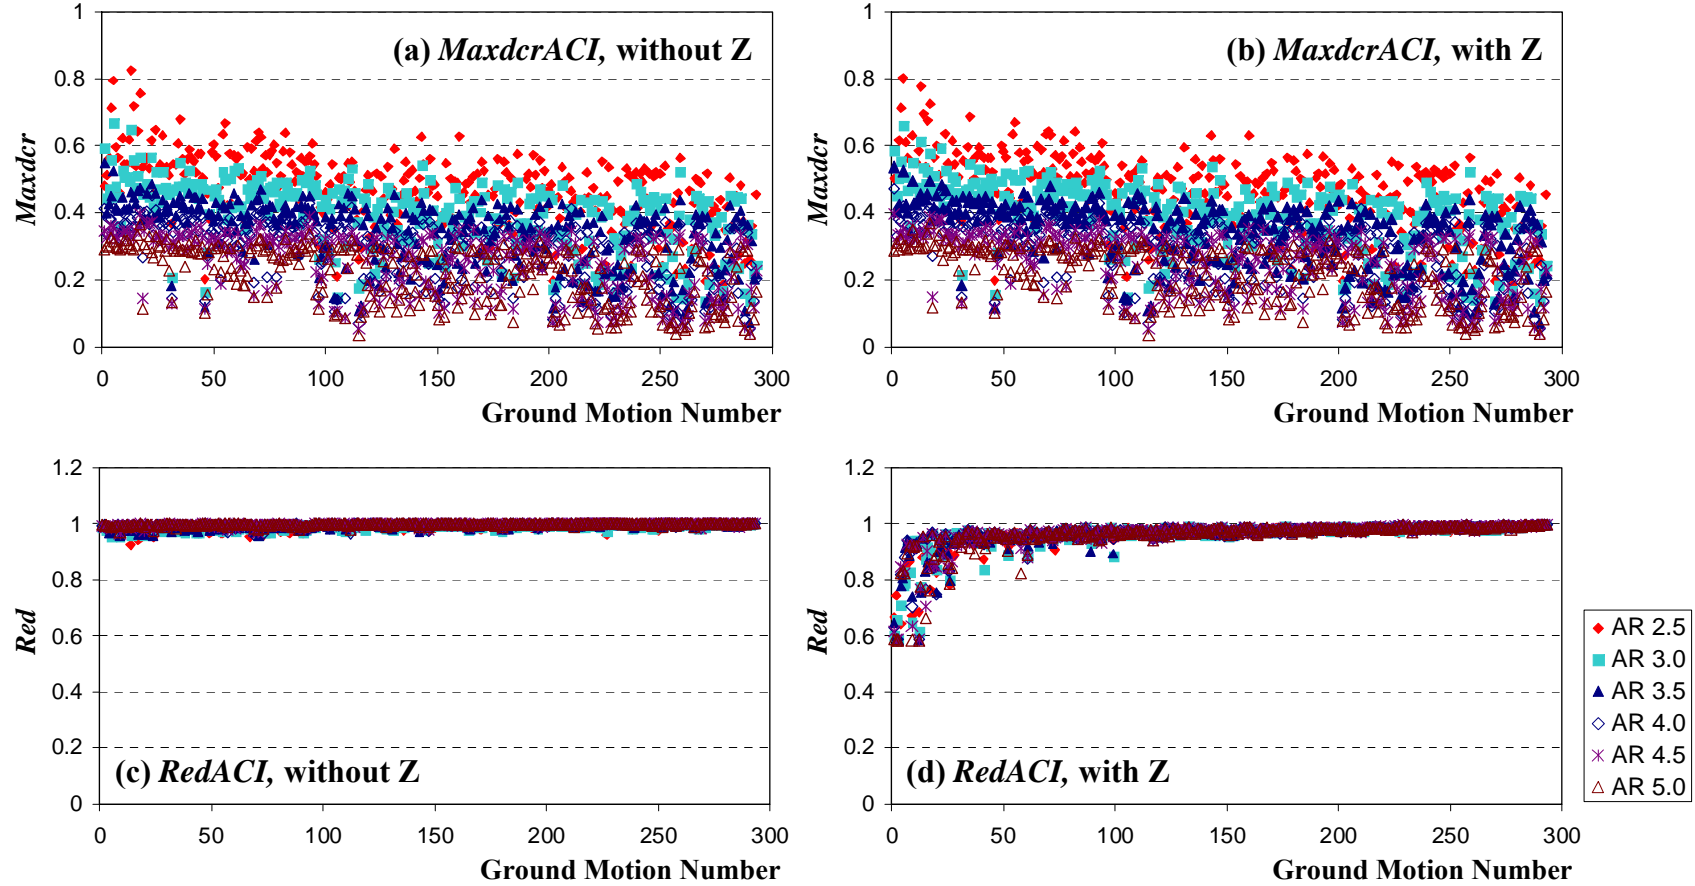 1
0.8
0.6
0.4
0.2
0
Maxdcr
(a) MaxdcrACI, without Z
0 50 100 150 200 250 300
Ground Motion Number
1
0.8
0.6
0.4
0.2
0
Maxdcr
(b) MaxdcrACI, with Z
0 50 100 150 200 250 300
Ground Motion Number
1.2
1
0.8
0.6
0.4
0.2
0
Red
(c) RedACI, without Z
0 50 100 150 200 250 300
Ground Motion Number
1.2
1
0.8
0.6
0.4
0.2
0
Red
(d) RedACI, with Z
0 50 100 150 200 250 300
Ground Motion Number
AR 2.5
AR 3.0
AR 3.5
AR 4.0
AR 4.5
AR 5.0